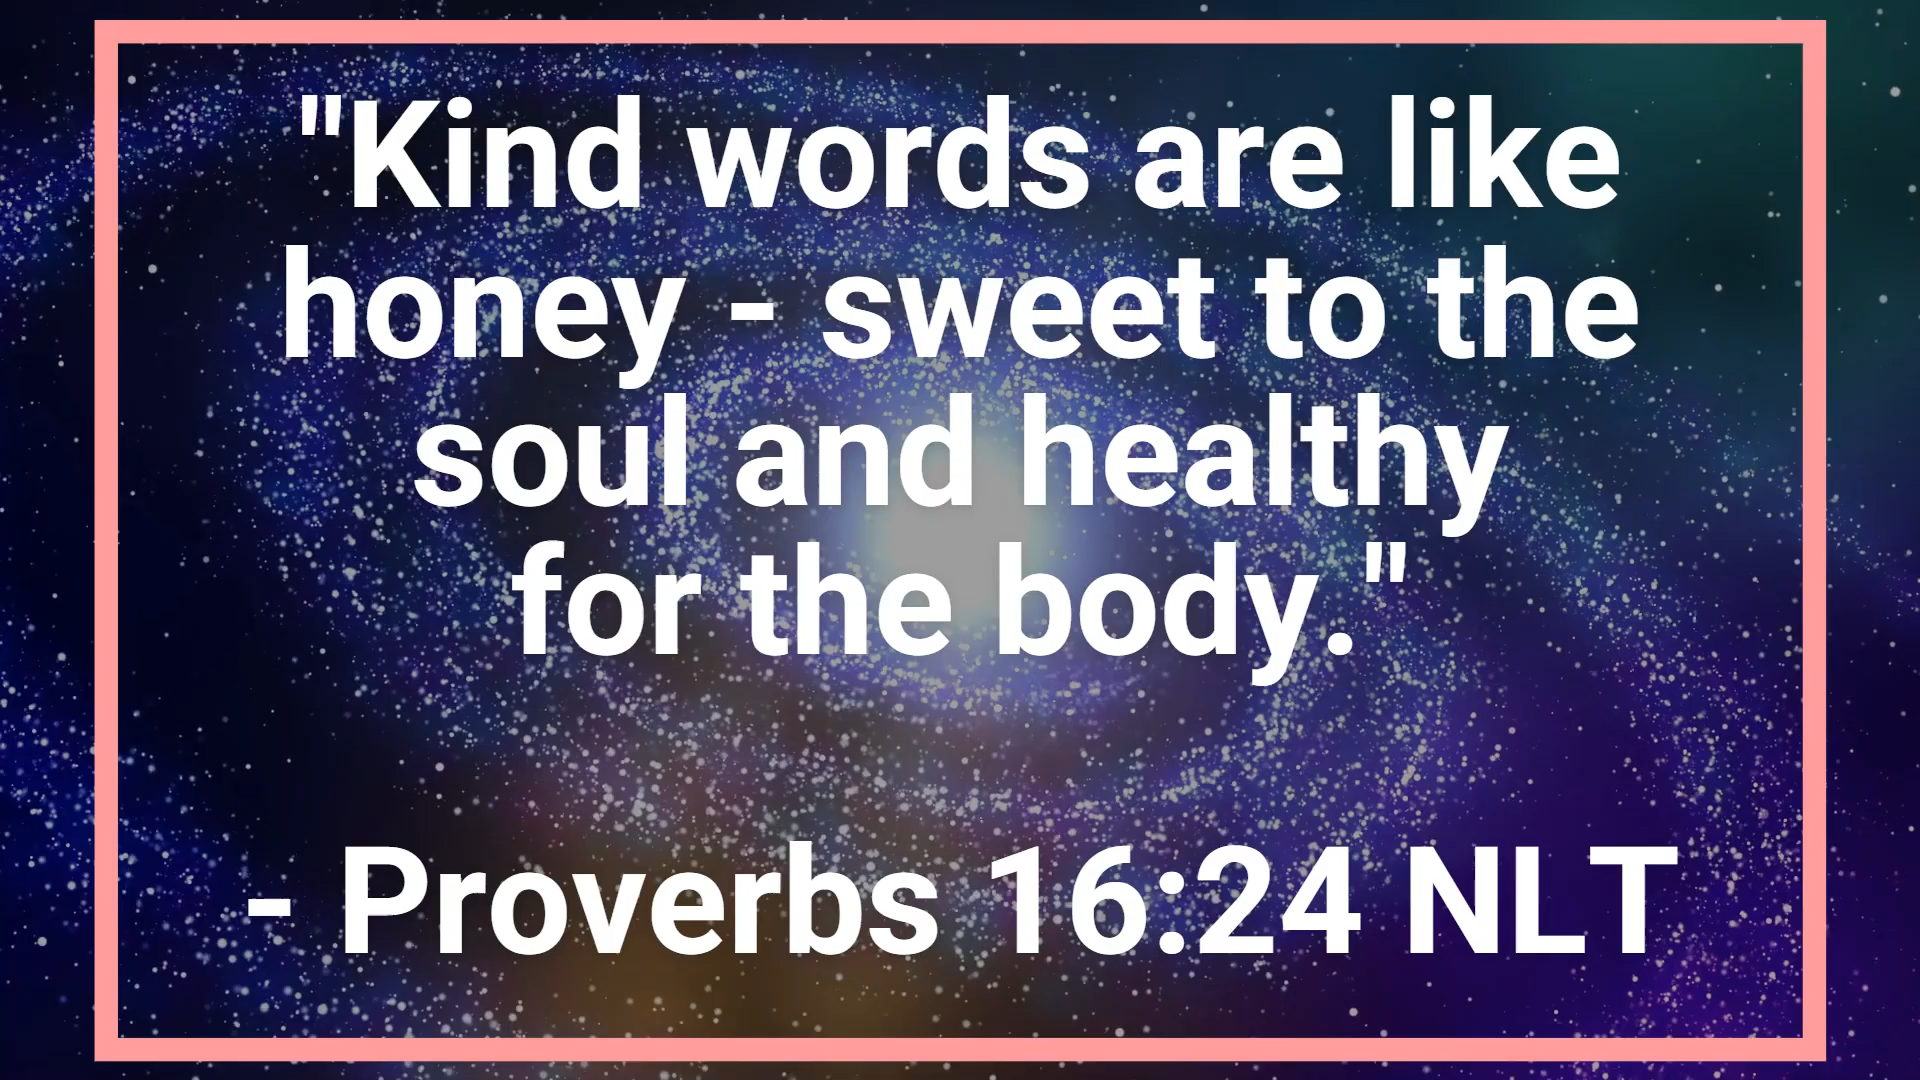 "Kind words are like
honey - sweet to the
soul and healthy
for the body."
- Proverbs 16:24 NLT